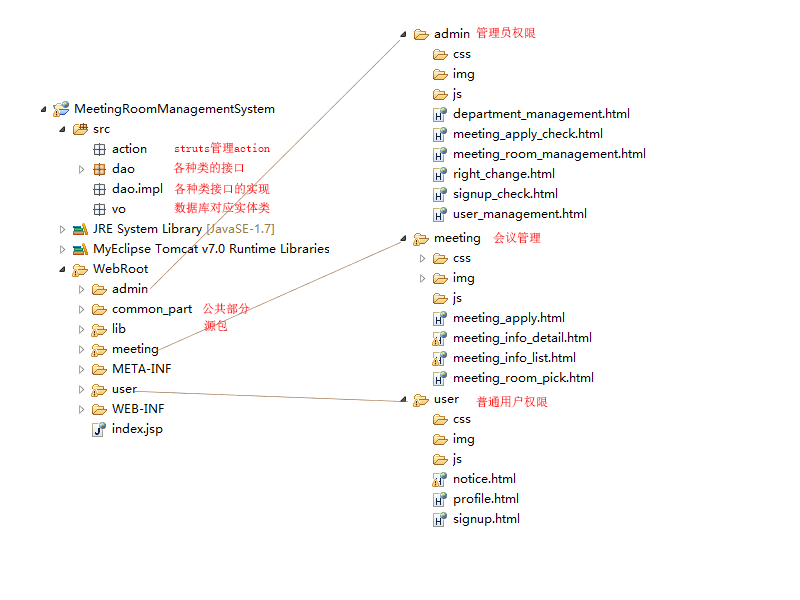 MeetingRoomManagementSystem
src
action struts管理action
dao 各种类的接口
dao.impl 各种类接口的实现
vo 数据库对应实体类
JRE System Library [JavaSE-1.7]
MyEclipse Tomcat v7.0 Runtime Libraries
WebRoot
admin
common_part 公共部分
lib 源包
meeting
META-INF
user
WEB-INF
index.jsp
admin 管理员权限
css
img
js
department_management.html
meeting_apply_check.html
meeting_room_management.html
right_change.html
signup_check.html
user_management.html
meeting 会议管理
css
img
js
meeting_apply.html
meeting_info_detail.html
meeting_info_list.html
meeting_room_pick.html
user 普通用户权限
css
img
js
notice.html
profile.html
signup.html